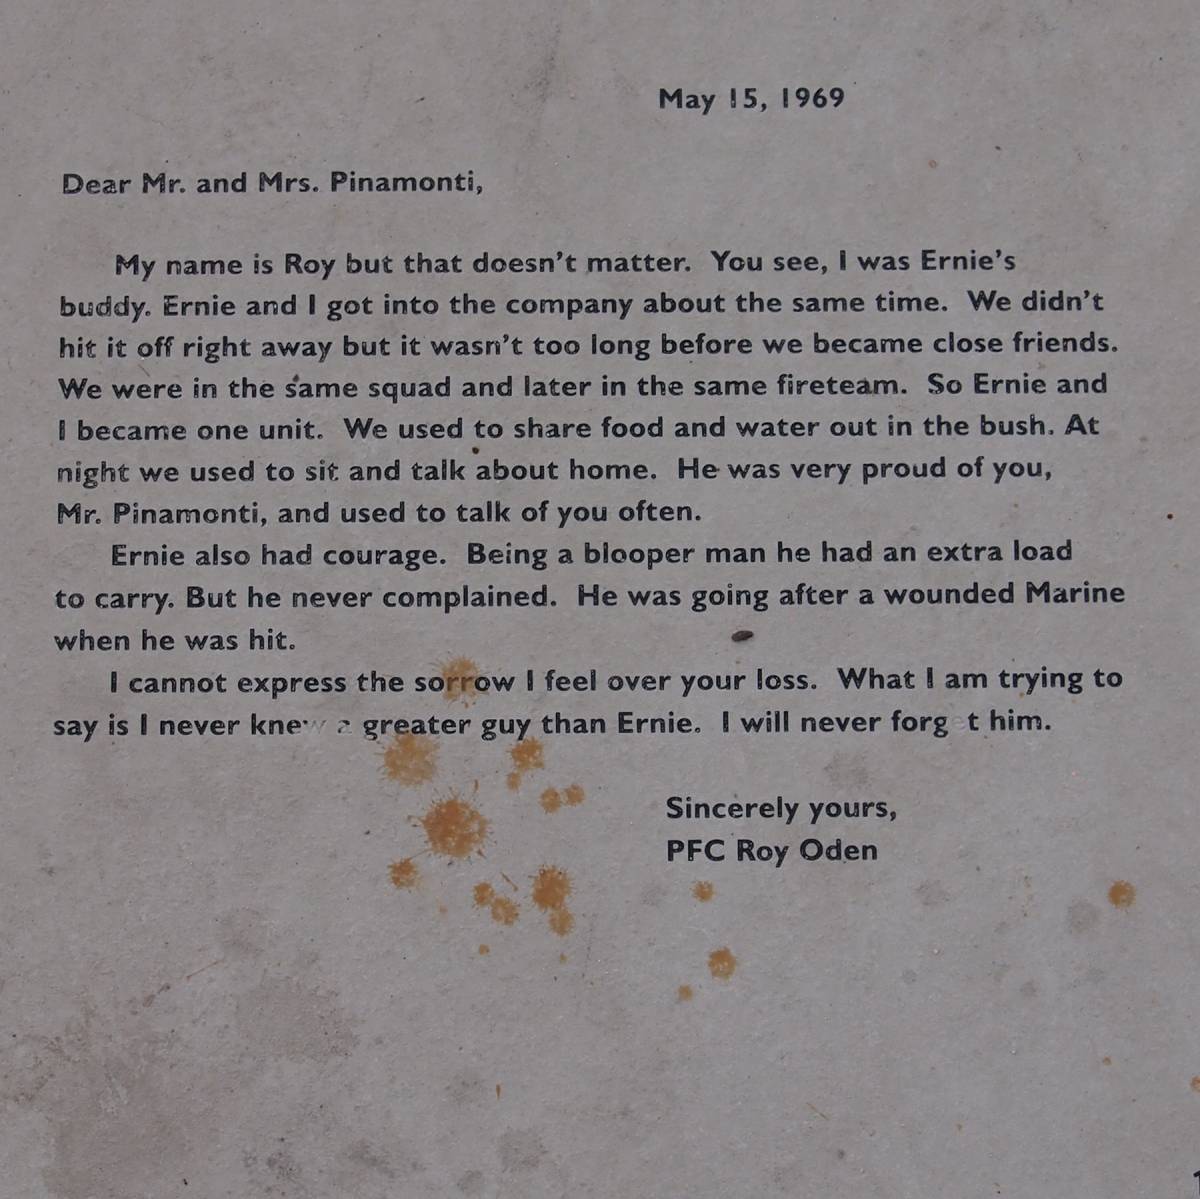 May 15, 1969
Dear Mr. and Mrs. Pinamonti,
My name is Roy but that doesn't matter. You see, I was Ernie's
buddy. Ernie and I got into the company about the same time. We didn't
hit it off right away but it wasn't too long before we became close friends.
We were in the same squad and later in the same fireteam. So Ernie and
I became one unit. We used to share food and water out in the bush. At
night we used to sit and talk about home. He was very proud of you,
Mr. Pinamonti, and used to talk of you often.
Ernie also had courage. Being a blooper man he had an extra load
to carry. But he never complained. He was going after a wounded Marine
when he was hit.
I cannot express the sorrow I feel over your loss. What I am trying to
say is I never knew a greater guy than Ernie. I will never forg t him.
Sincerely yours,
PFC Roy Oden